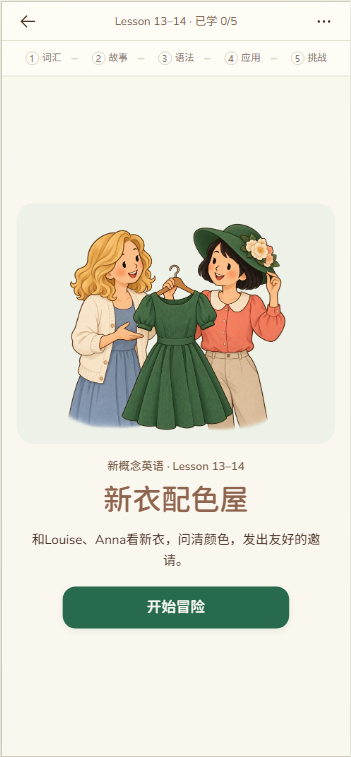 Lesson 13–14 · 已学 0/5
1 词汇 – 2 故事 – 3 语法 – 4 应用 – 5 挑战
新概念英语 · Lesson 13–14
新衣配色屋
和Louise、Anna看新衣，问清颜色，发出友好的邀
请。
开始冒险